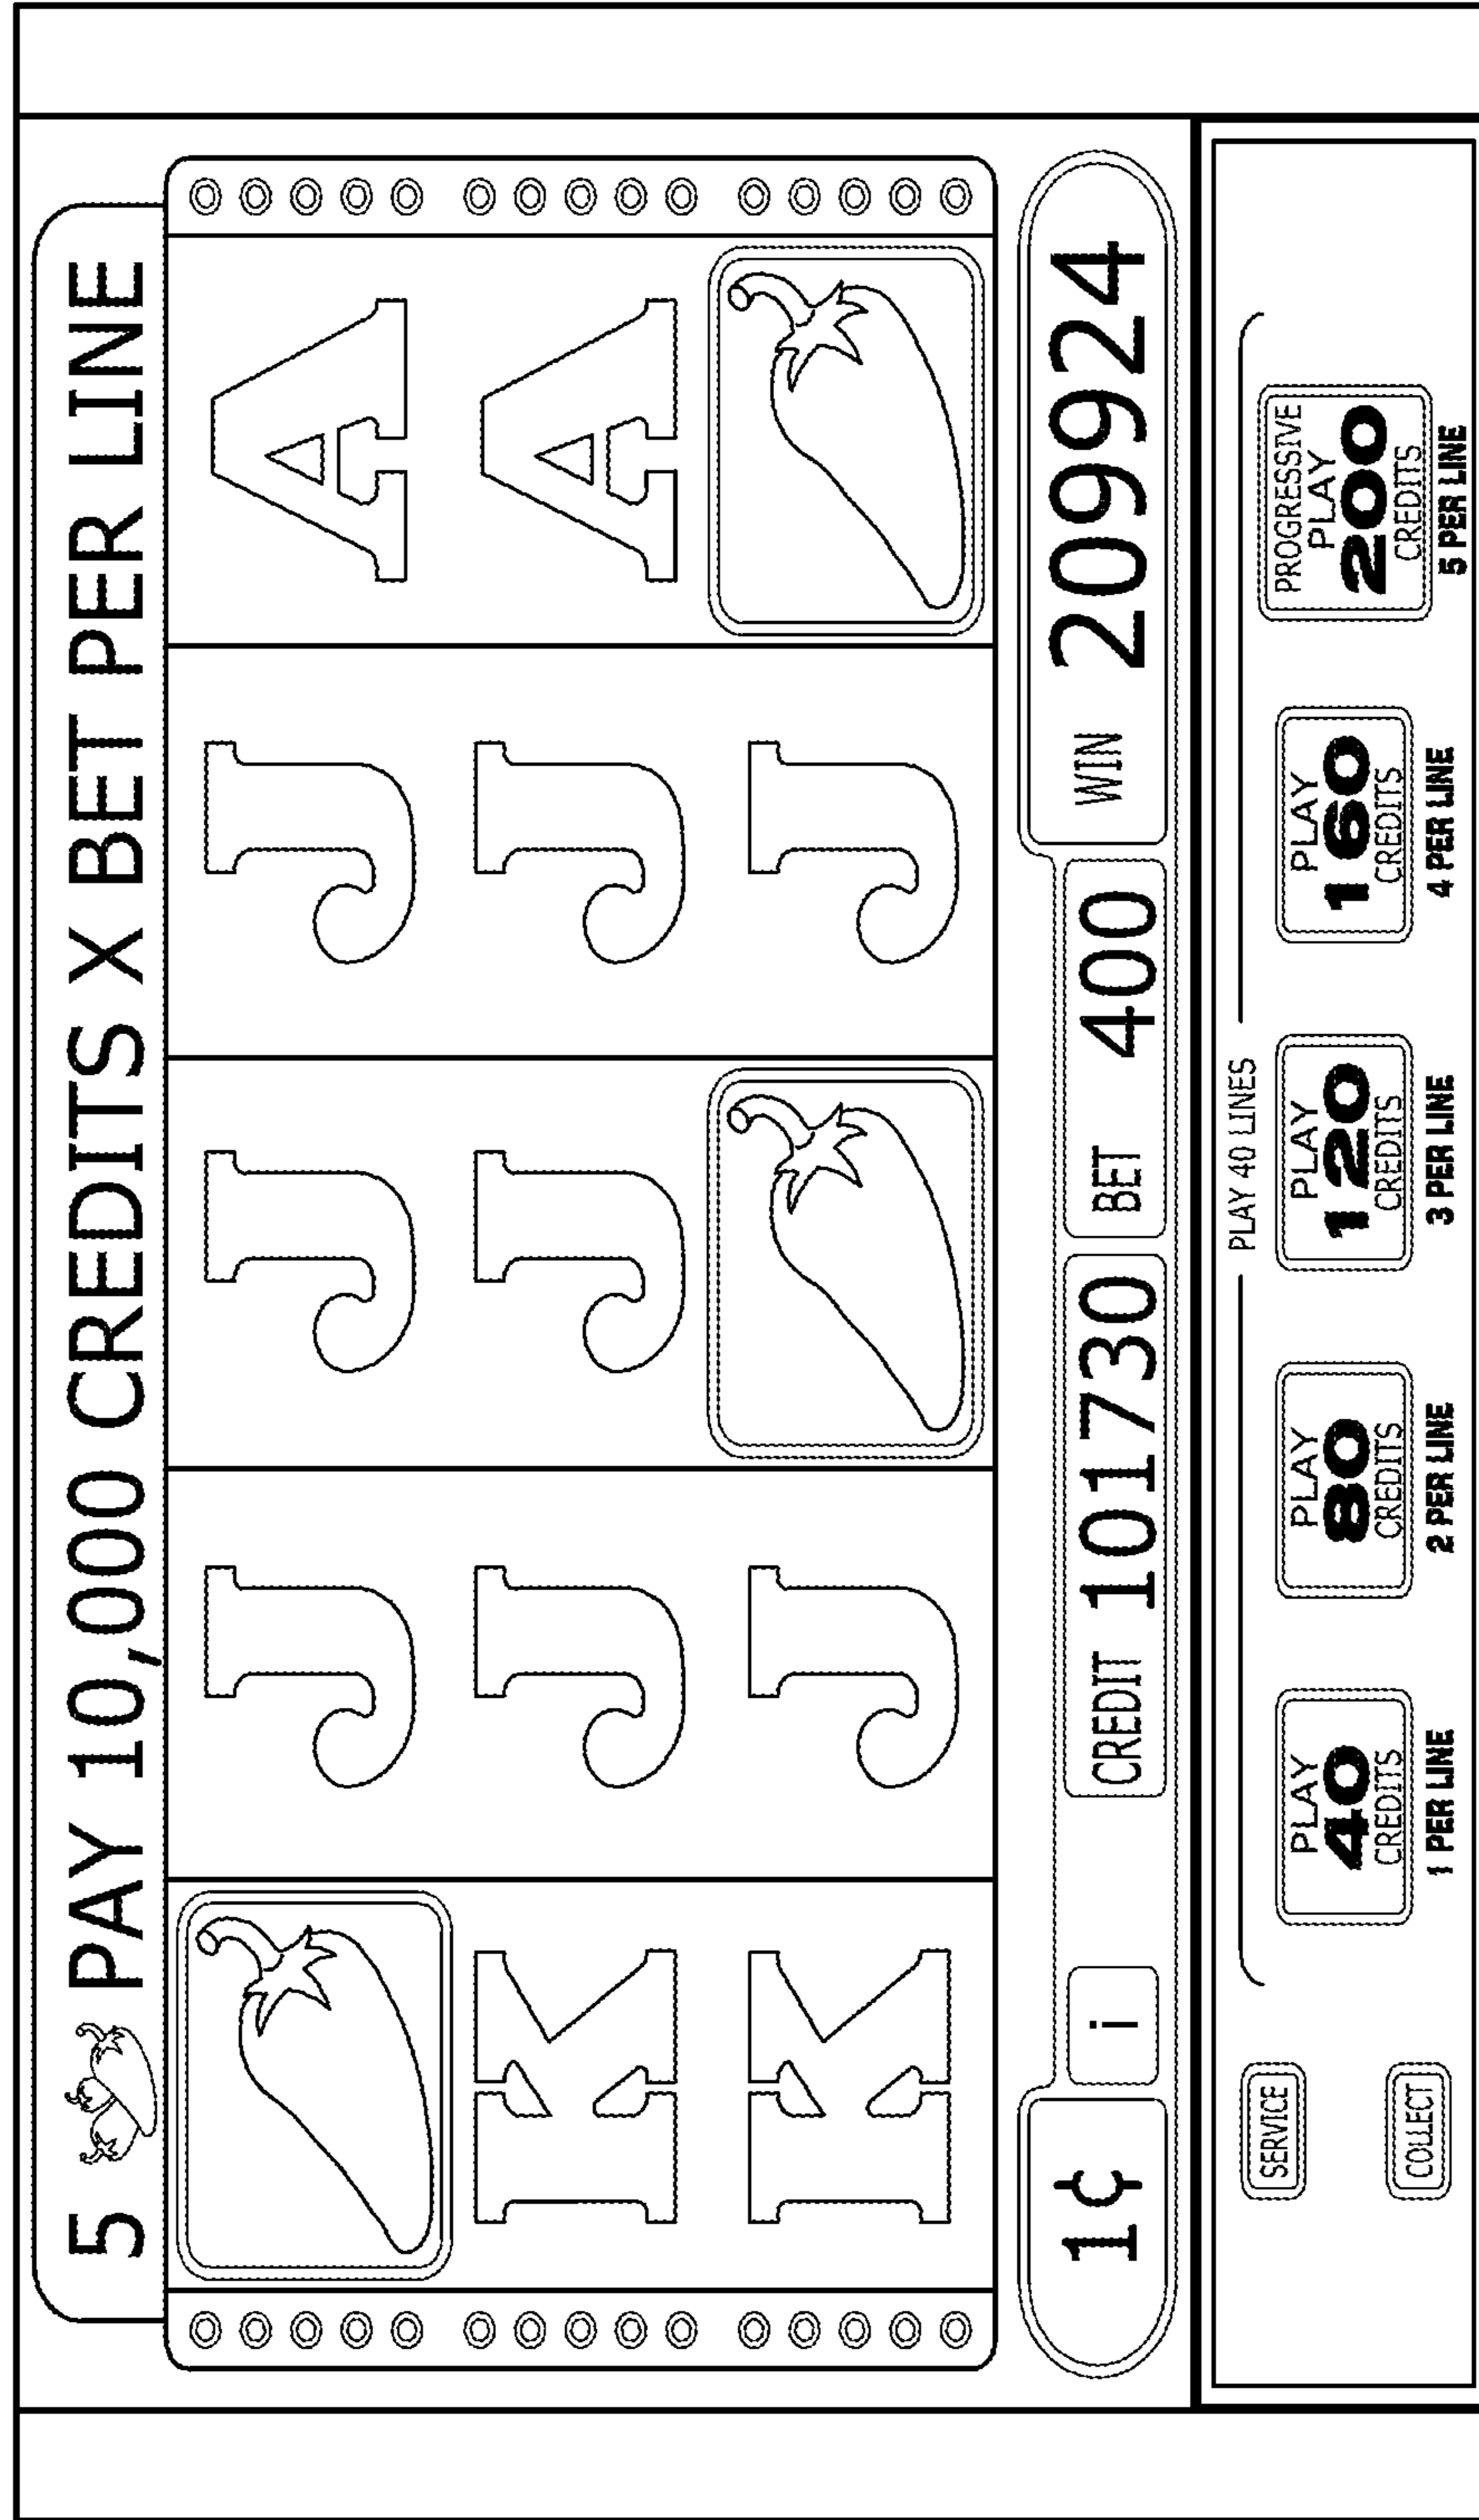 5 PAY 10,000 CREDITS X BET PER LINE
J J J A
K J J J A
K J J
1¢ i CREDIT 101730 BET 400 WIN 209924
PLAY 40 LINES
SERVICE
COLLECT
PLAY
40
CREDITS
1 PER LINE
PLAY
80
CREDITS
2 PER LINE
PLAY
120
CREDITS
3 PER LINE
PLAY
160
CREDITS
4 PER LINE
PROGRESSIVE
PLAY
200
CREDITS
5 PER LINE